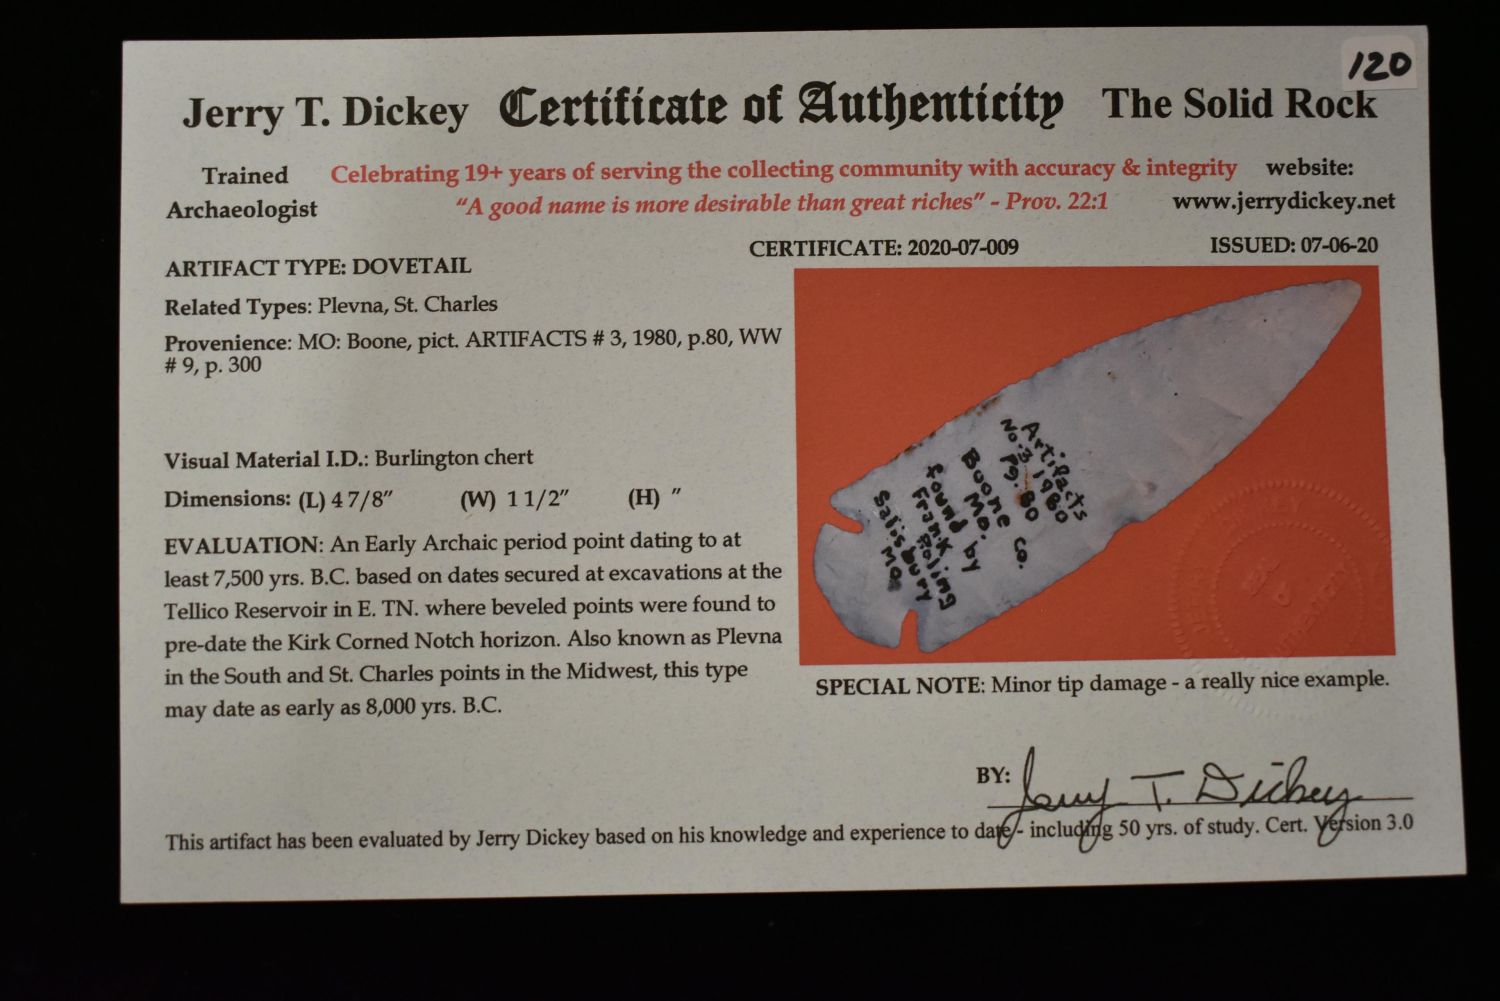 120
Jerry T. Dickey Certificate of Authenticity The Solid Rock
Trained Archaeologist
Celebrating 19+ years of serving the collecting community with accuracy & integrity
"A good name is more desirable than great riches" - Prov. 22:1
website:
www.jerrydickey.net
CERTIFICATE: 2020-07-009
ISSUED: 07-06-20
ARTIFACT TYPE: DOVETAIL
Related Types: Plevna, St. Charles
Provenience: MO: Boone, pict. ARTIFACTS # 3, 1980, p.80, WW
# 9, p. 300
Visual Material I.D.: Burlington chert
Dimensions: (L) 4 7/8" (W) 1 1/2" (H) "
EVALUATION: An Early Archaic period point dating to at
least 7,500 yrs. B.C. based on dates secured at excavations at the
Tellico Reservoir in E. TN. where beveled points were found to
pre-date the Kirk Corned Notch horizon. Also known as Plevna
in the South and St. Charles points in the Midwest, this type
may date as early as 8,000 yrs. B.C.
Artifacts
No:3 1980
Pg. 80
Boone Co.
Mo.
found by
Frank Roling
Salisbury
Mo.
SPECIAL NOTE: Minor tip damage - a really nice example.
BY: Jerry T. Dickey
This artifact has been evaluated by Jerry Dickey based on his knowledge and experience to date - including 50 yrs. of study. Cert. Version 3.0